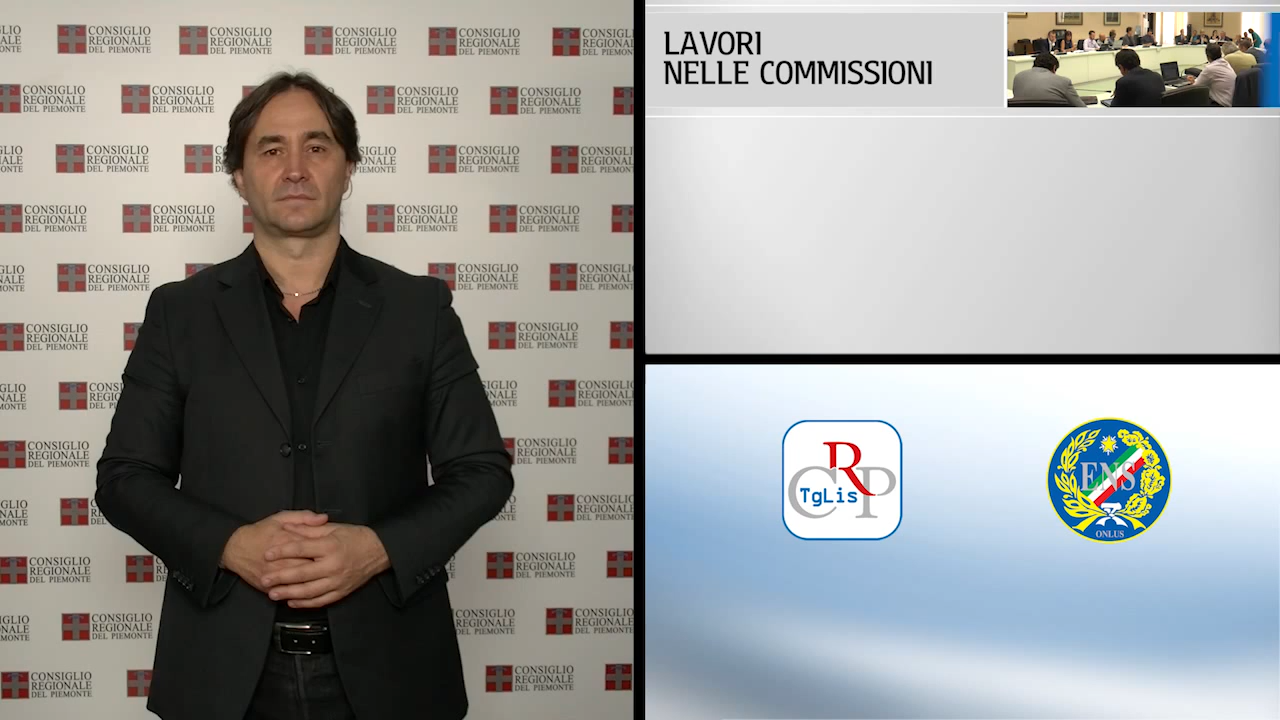 LAVORI
NELLE COMMISSIONI
CONSIGLIO
REGIONALE
DEL PIEMONTE
CRP
TgLis
ENS
ONLUS